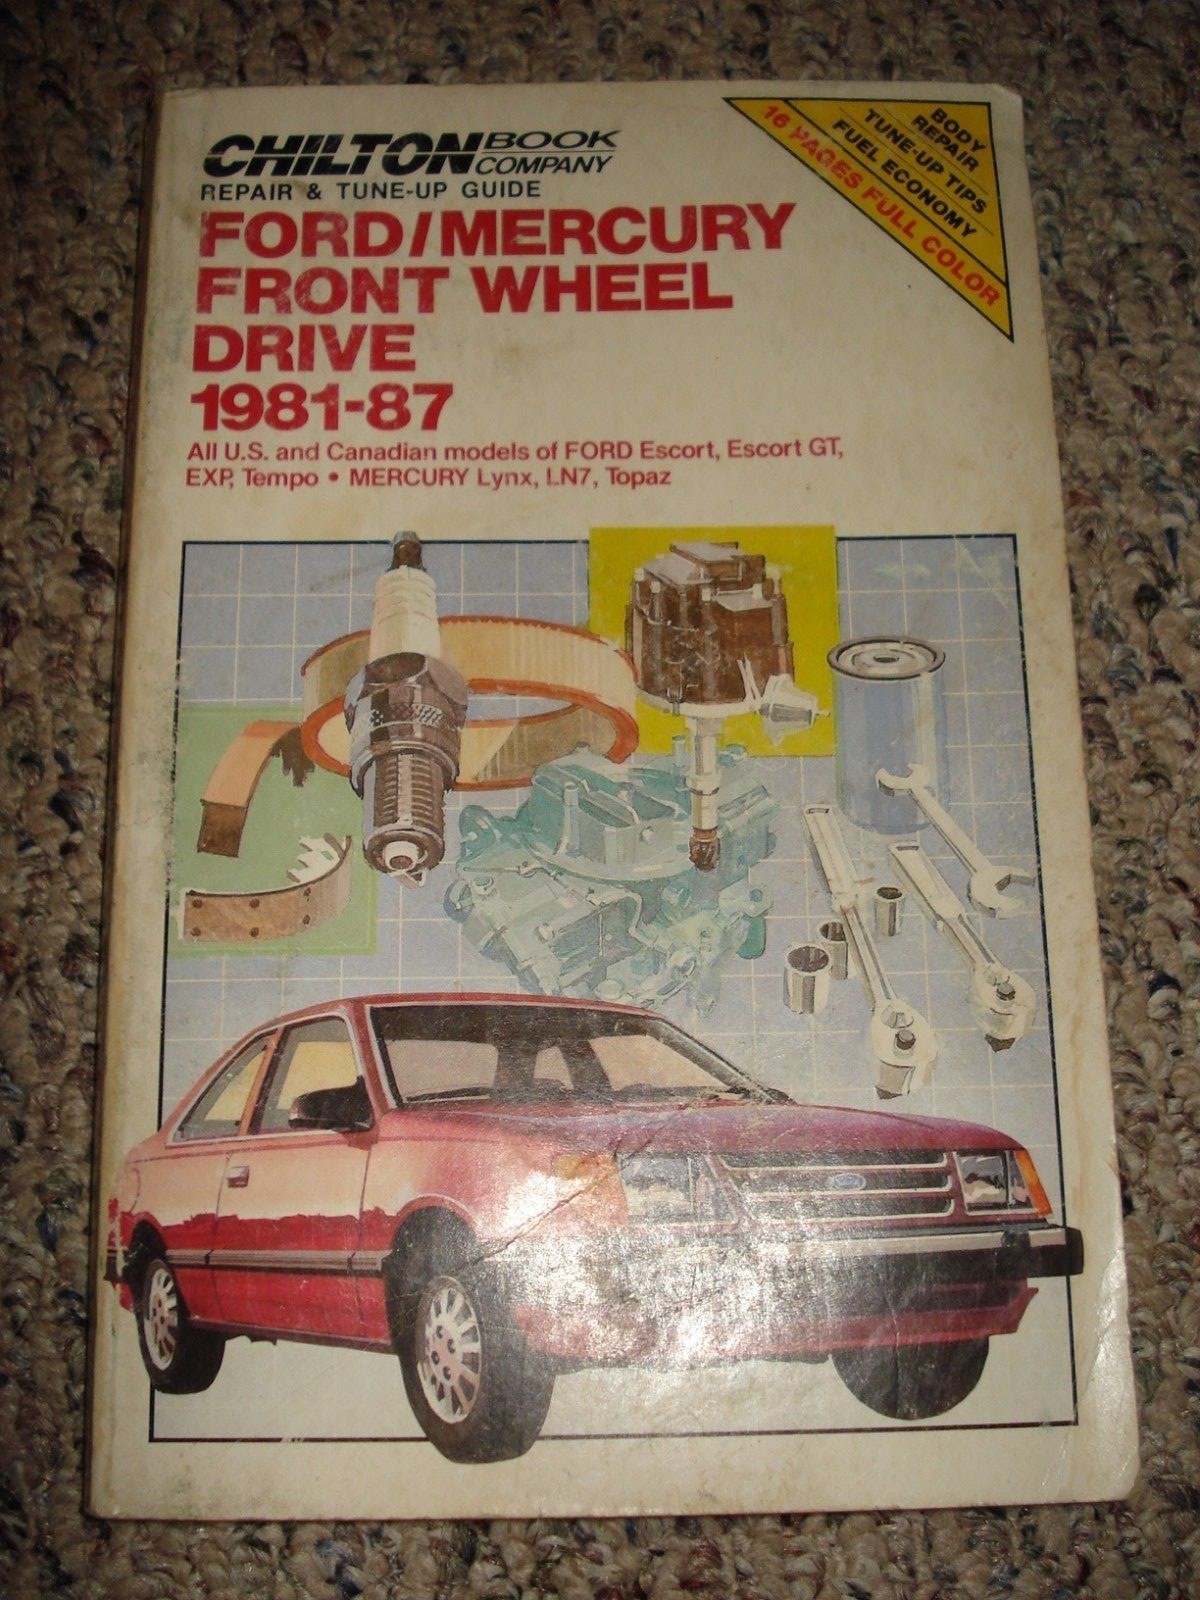 CHILTON BOOK COMPANY
REPAIR & TUNE-UP GUIDE
FORD/MERCURY
FRONT WHEEL
DRIVE
1981-87
All U.S. and Canadian models of FORD Escort, Escort GT,
EXP, Tempo • MERCURY Lynx, LN7, Topaz
BODY
REPAIR
TUNE-UP TIPS
FUEL ECONOMY
16 PAGES FULL COLOR